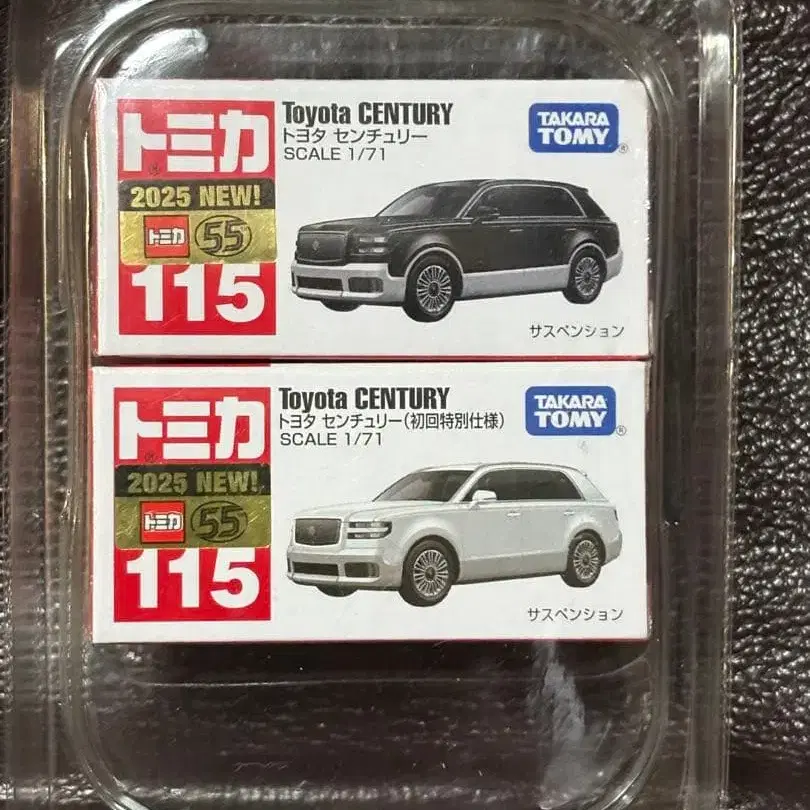 トミカ
2025 NEW!
トミカ 55
115
Toyota CENTURY
トヨタ センチュリー
SCALE 1/71
TAKARA
TOMY
®
サスペンション
トミカ
2025 NEW!
トミカ 55
115
Toyota CENTURY
トヨタ センチュリー(初回特別仕様)
SCALE 1/71
TAKARA
TOMY
®
サスペンション